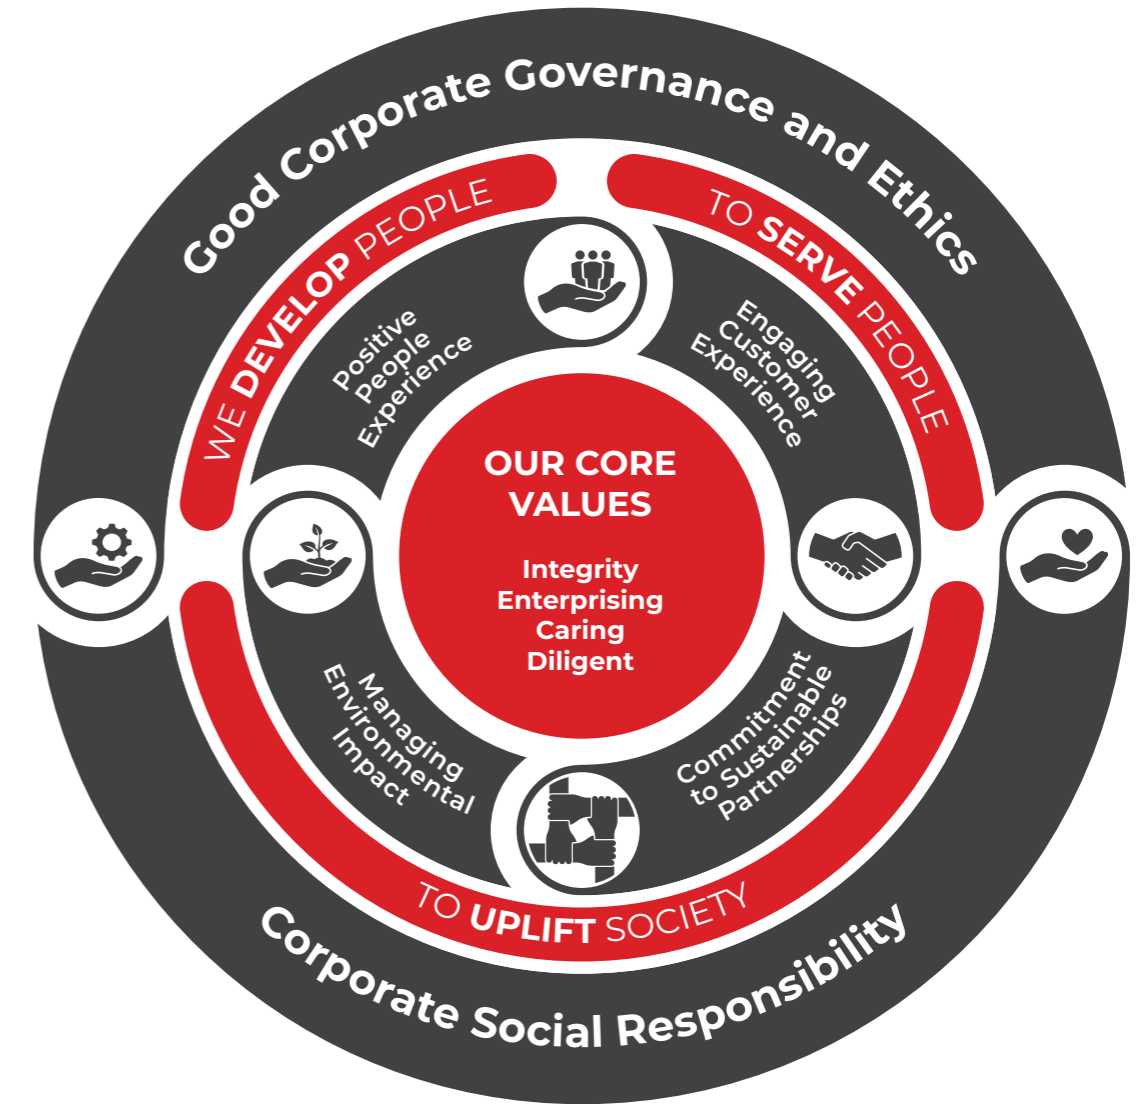 Good Corporate Governance and Ethics
WE DEVELOP PEOPLE
TO SERVE PEOPLE
Positive
People
Experience
Engaging
Customer
Experience
OUR CORE
VALUES
Integrity
Enterprising
Caring
Diligent
Managing
Environmental
Impact
Commitment
to Sustainable
Partnerships
TO UPLIFT SOCIETY
Corporate Social Responsibility